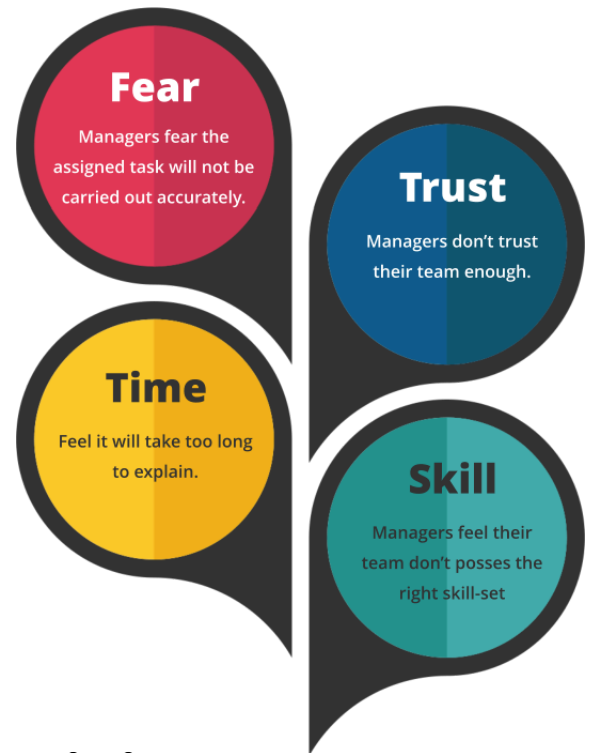 Fear
Managers fear the
assigned task will not be
carried out accurately.
Trust
Managers don’t trust
their team enough.
Time
Feel it will take too long
to explain.
Skill
Managers feel their
team don’t posses the
right skill-set